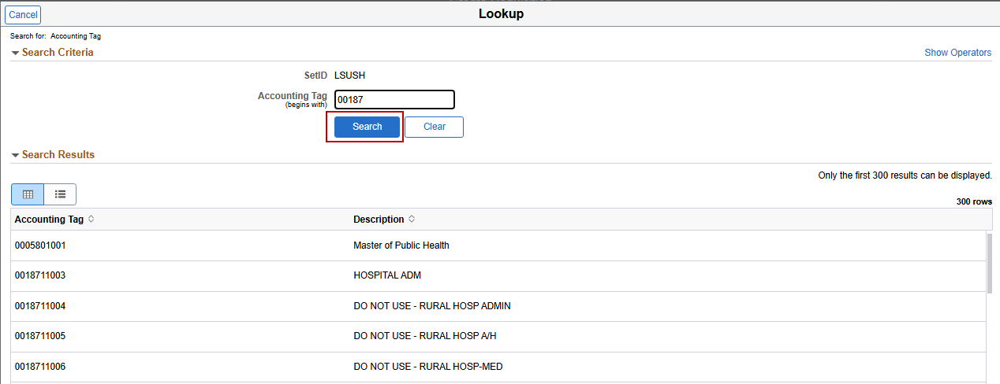 Lookup
Cancel
Search for: Accounting Tag
Search Criteria
Show Operators
SetID LSUSH
Accounting Tag 00187
(begins with)
Search Clear
Search Results
Only the first 300 results can be displayed.
300 rows
Accounting Tag Description
0005801001 Master of Public Health
0018711003 HOSPITAL ADM
0018711004 DO NOT USE - RURAL HOSP ADMIN
0018711005 DO NOT USE - RURAL HOSP A/H
0018711006 DO NOT USE - RURAL HOSP-MED